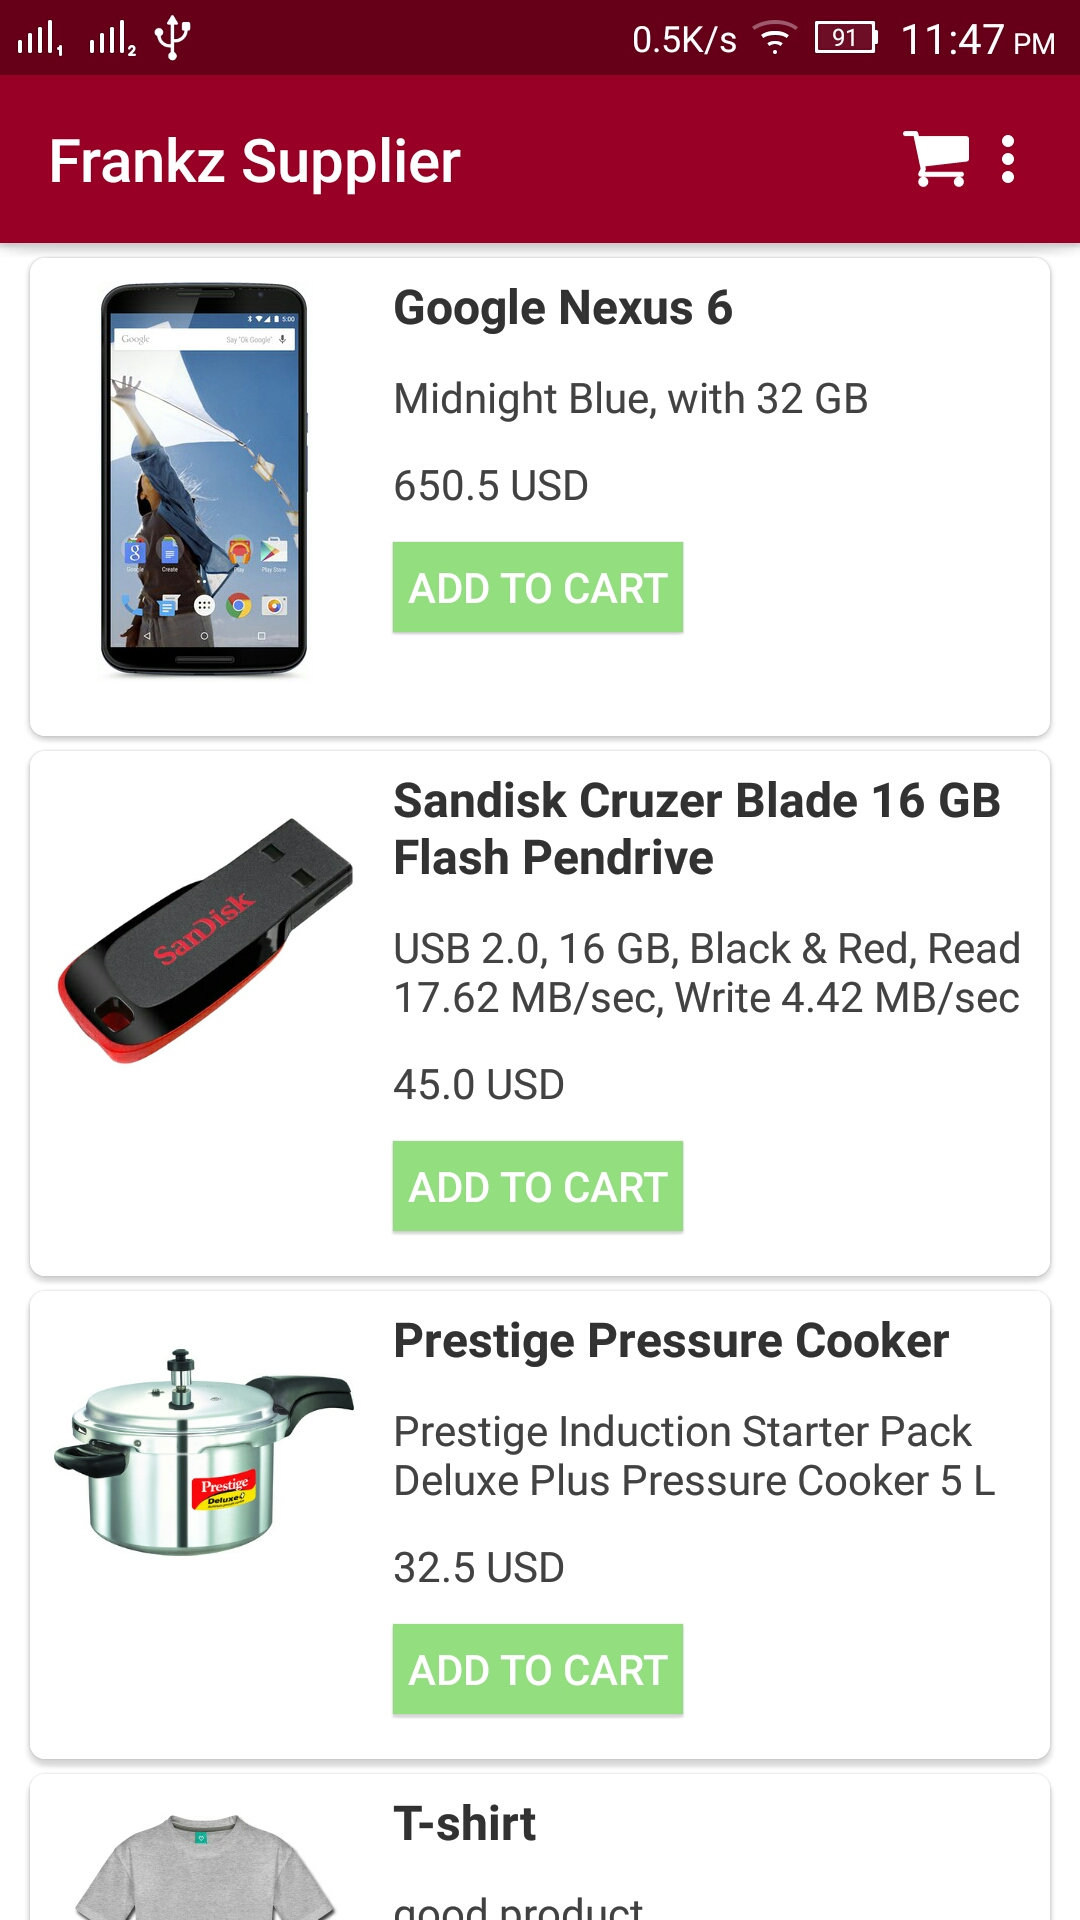 1 2 0.5K/s 91 11:47 PM
Frankz Supplier
5:00
Google Say "Ok Google"
Google Create Play Play Store
Google Nexus 6
Midnight Blue, with 32 GB
650.5 USD
ADD TO CART
SanDisk
Sandisk Cruzer Blade 16 GB
Flash Pendrive
USB 2.0, 16 GB, Black & Red, Read
17.62 MB/sec, Write 4.42 MB/sec
45.0 USD
ADD TO CART
Prestige
Deluxe
Prestige Pressure Cooker
Prestige Induction Starter Pack
Deluxe Plus Pressure Cooker 5 L
32.5 USD
ADD TO CART
T-shirt
good product